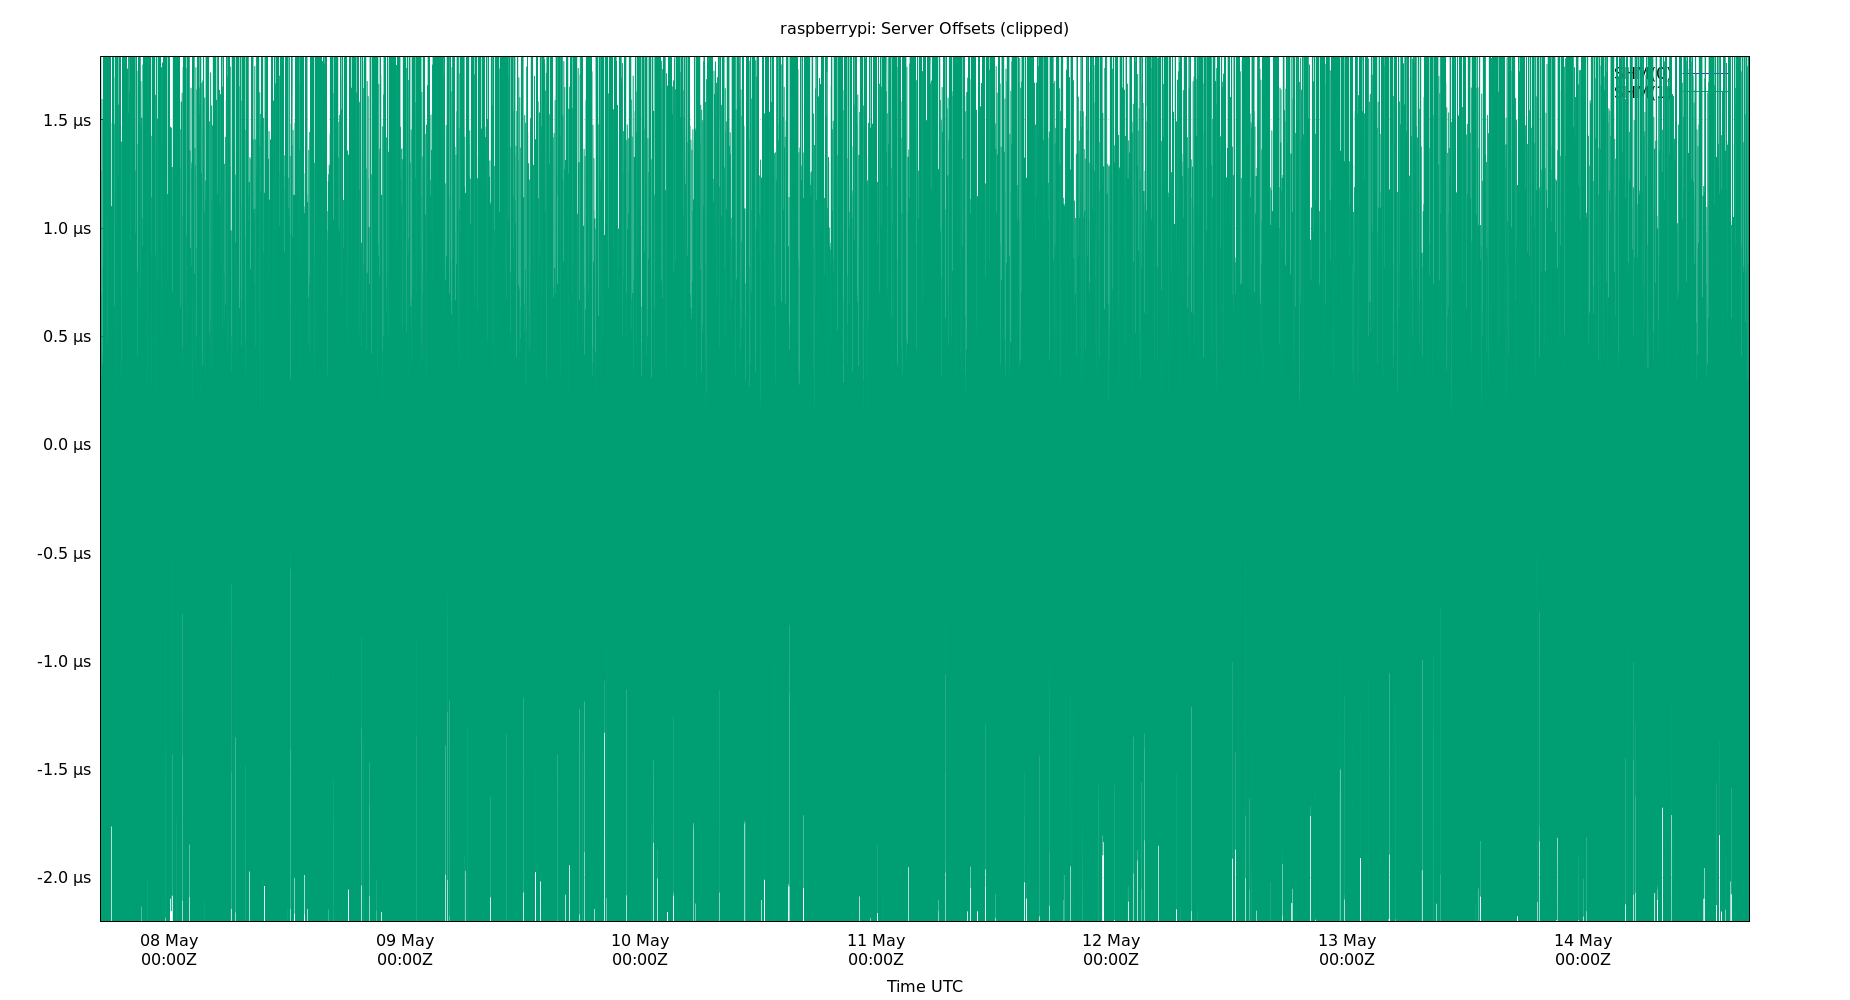 raspberrypi: Server Offsets (clipped)
1.5 µs
1.0 µs
0.5 µs
0.0 µs
-0.5 µs
-1.0 µs
-1.5 µs
-2.0 µs
08 May 09 May 10 May 11 May 12 May 13 May 14 May
00:00Z 00:00Z 00:00Z 00:00Z 00:00Z 00:00Z 00:00Z
Time UTC